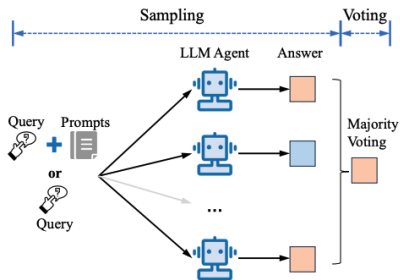 Sampling
Voting
LLM Agent
Answer
Query
Prompts
or
Query
...
Majority
Voting